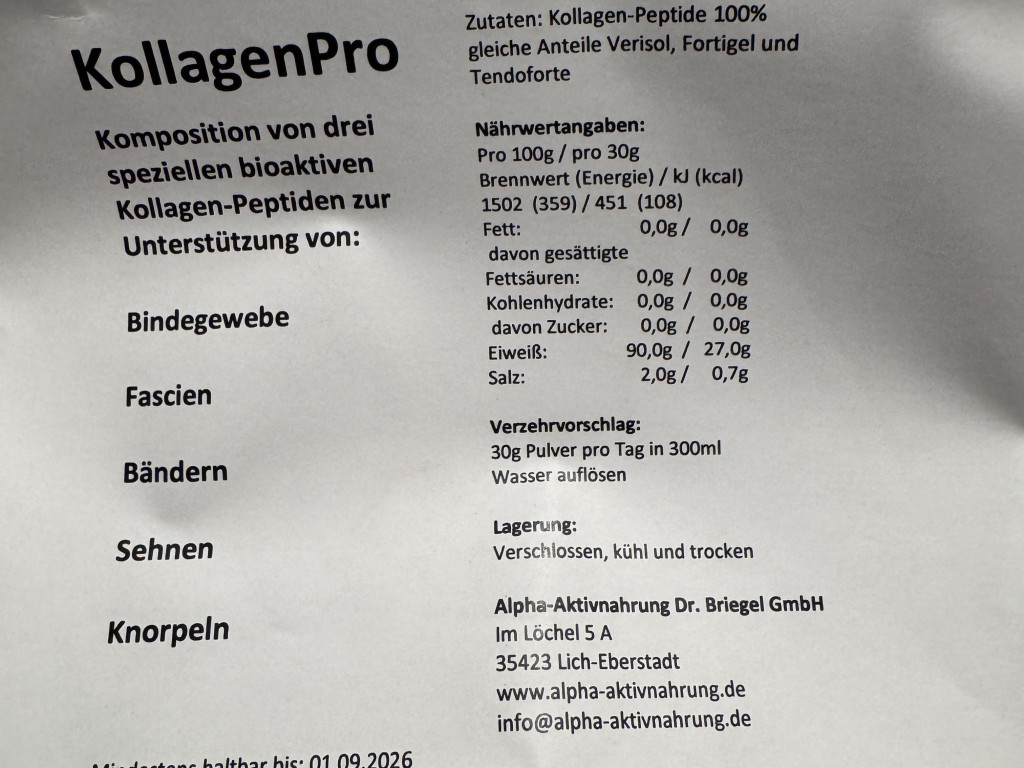 KollagenPro
Komposition von drei
speziellen bioaktiven
Kollagen-Peptiden zur
Unterstützung von:
Bindegewebe
Fascien
Bändern
Sehnen
Knorpeln
Mindestens haltbar bis: 01.09.2026
Zutaten: Kollagen-Peptide 100%
gleiche Anteile Verisol, Fortigel und
Tendoforte
Nährwertangaben:
Pro 100g / pro 30g
Brennwert (Energie) / kJ (kcal)
1502 (359) / 451 (108)
Fett: 0,0g / 0,0g
davon gesättigte
Fettsäuren: 0,0g / 0,0g
Kohlenhydrate: 0,0g / 0,0g
davon Zucker: 0,0g / 0,0g
Eiweiß: 90,0g / 27,0g
Salz: 2,0g / 0,7g
Verzehrvorschlag:
30g Pulver pro Tag in 300ml
Wasser auflösen
Lagerung:
Verschlossen, kühl und trocken
Alpha-Aktivnahrung Dr. Briegel GmbH
Im Löchel 5 A
35423 Lich-Eberstadt
www.alpha-aktivnahrung.de
info@alpha-aktivnahrung.de